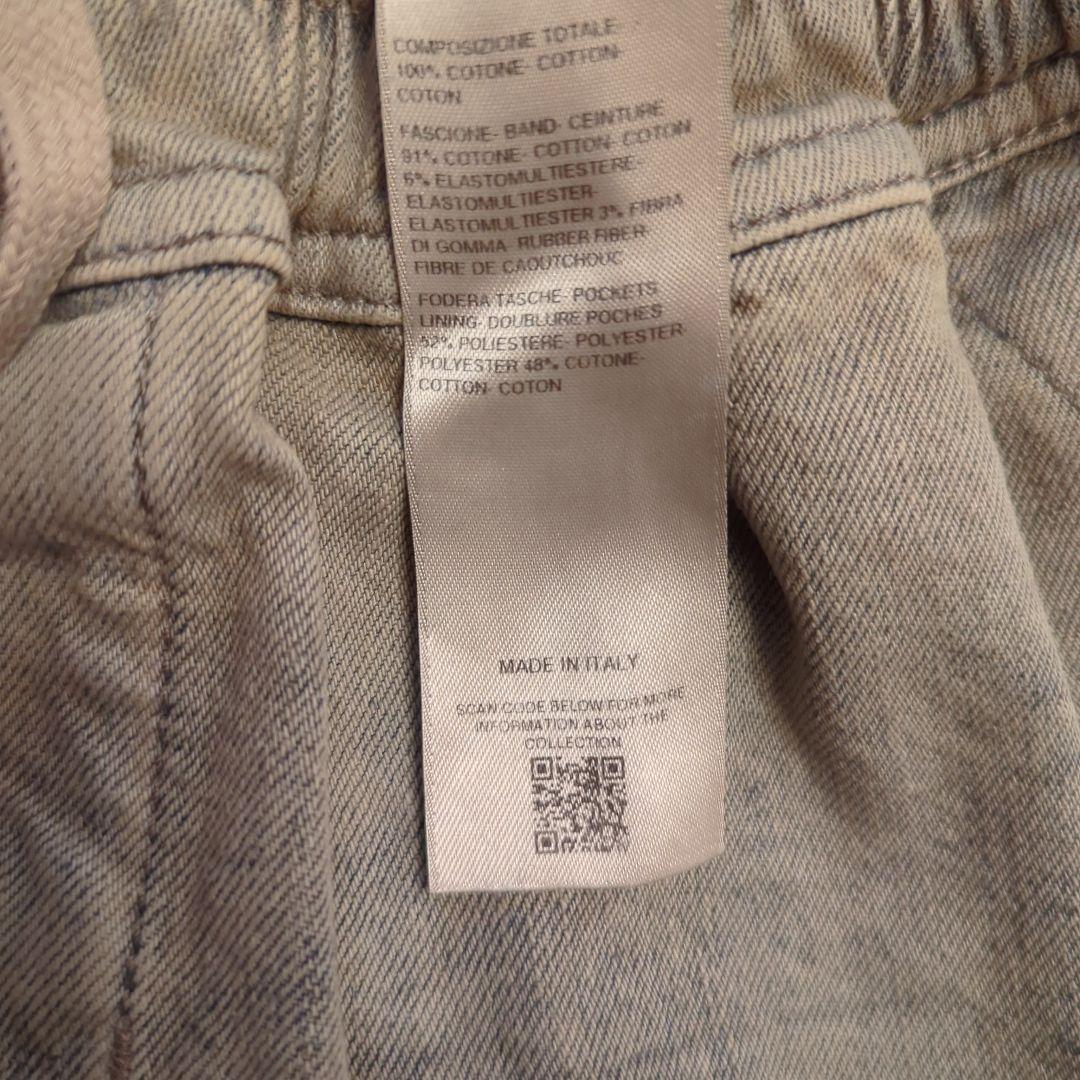 COMPOSIZIONE TOTALE-
100% COTONE- COTTON-
COTON
FASCIONE- BAND- CEINTURE
91% COTONE- COTTON- COTON
6% ELASTOMULTIESTERE-
ELASTOMULTIESTER-
ELASTOMULTIESTER 3% FIBRA
DI GOMMA- RUBBER FIBER-
FIBRE DE CAOUTCHOUC
FODERA TASCHE- POCKETS
LINING- DOUBLURE POCHES
52% POLIESTERE- POLYESTER-
POLYESTER 48% COTONE-
COTTON- COTON
MADE IN ITALY
SCAN CODE BELOW FOR MORE
INFORMATION ABOUT THE
COLLECTION